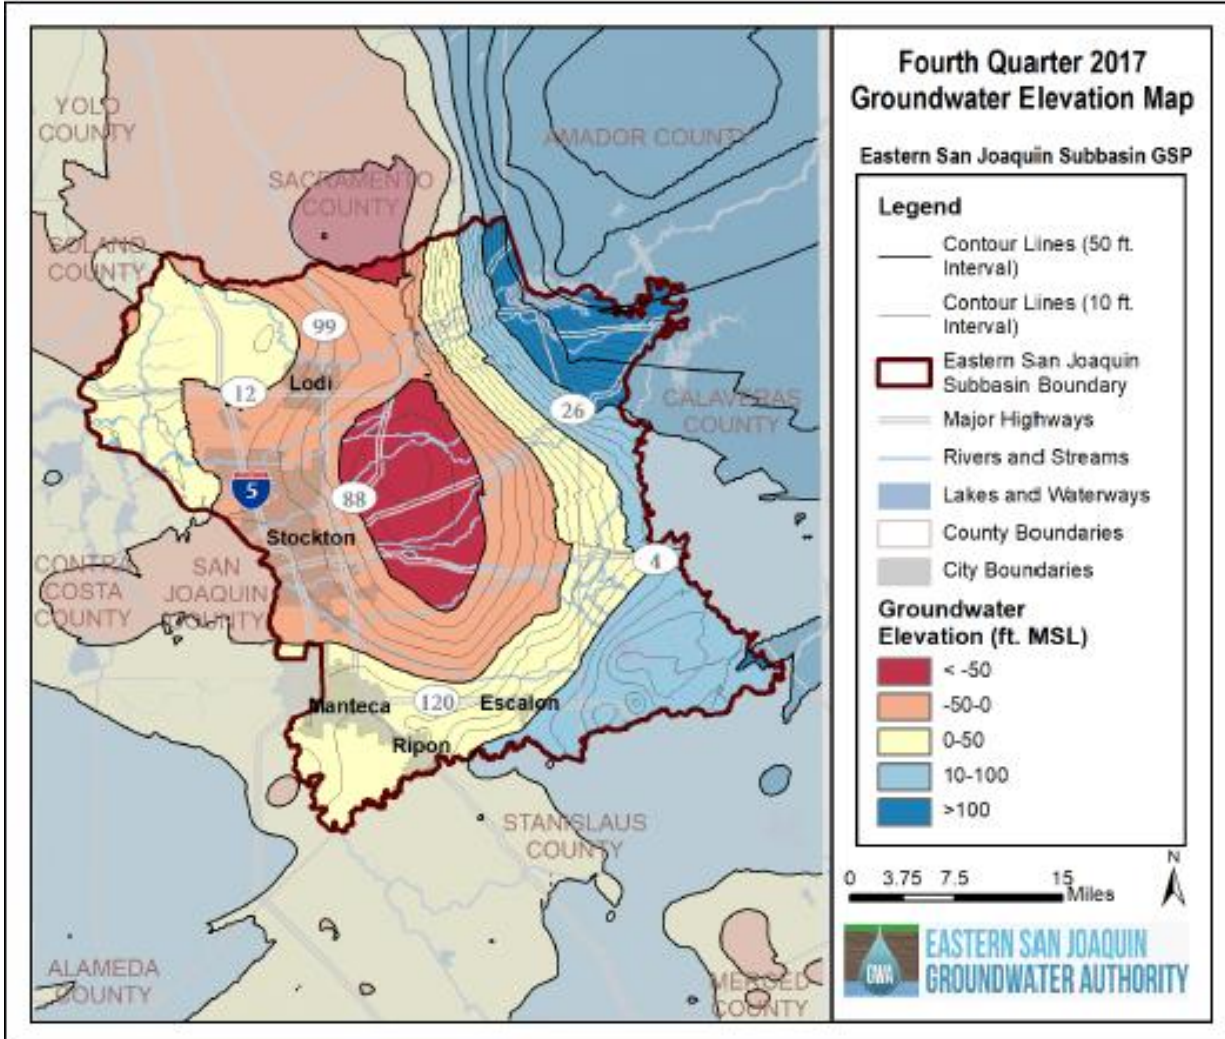 Fourth Quarter 2017
Groundwater Elevation Map
Eastern San Joaquin Subbasin GSP
Legend
Contour Lines (50 ft.
Interval)
Contour Lines (10 ft.
Interval)
Eastern San Joaquin
Subbasin Boundary
Major Highways
Rivers and Streams
Lakes and Waterways
County Boundaries
City Boundaries
Groundwater
Elevation (ft. MSL)
< -50
-50-0
0-50
10-100
>100
N
0 3.75 7.5 15
Miles
GWA
EASTERN SAN JOAQUIN
GROUNDWATER AUTHORITY
YOLO
COUNTY
AMADOR COUNTY
SACRAMENTO
COUNTY
SOLANO
COUNTY
99
Lodi
12
26
CALAVERAS
COUNTY
5
88
Stockton
4
CONTRA
COSTA
COUNTY
SAN
JOAQUIN
COUNTY
Manteca
120
Escalon
Ripon
STANISLAUS
COUNTY
ALAMEDA
COUNTY
MERCED
COUNTY